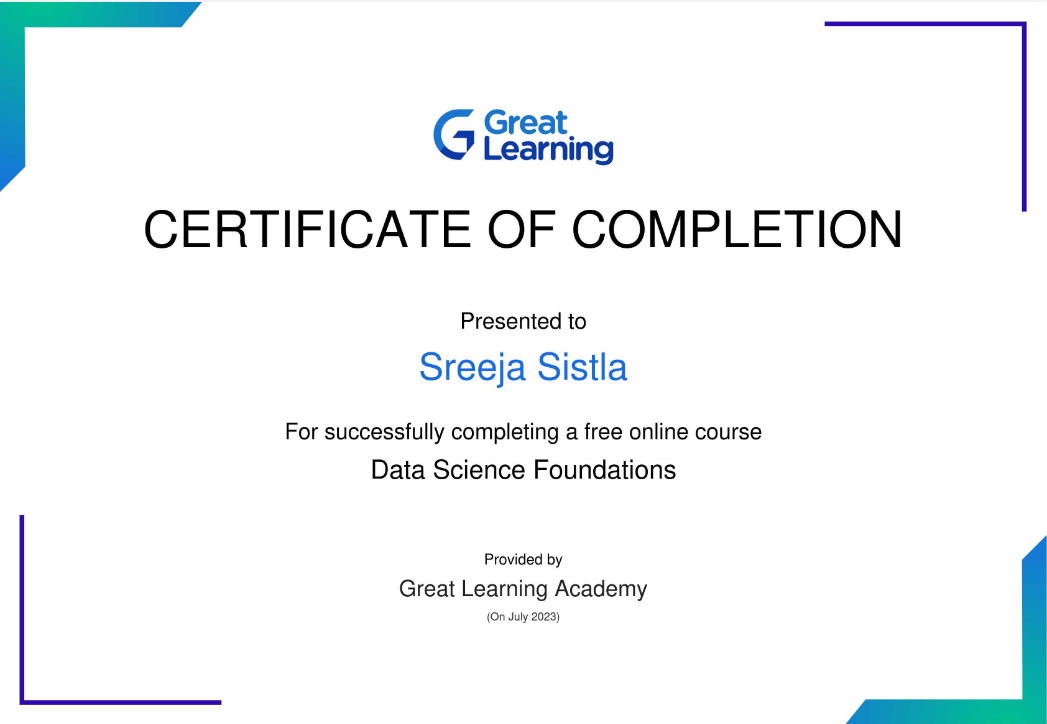 Great
Learning
CERTIFICATE OF COMPLETION
Presented to
Sreeja Sistla
For successfully completing a free online course
Data Science Foundations
Provided by
Great Learning Academy
(On July 2023)